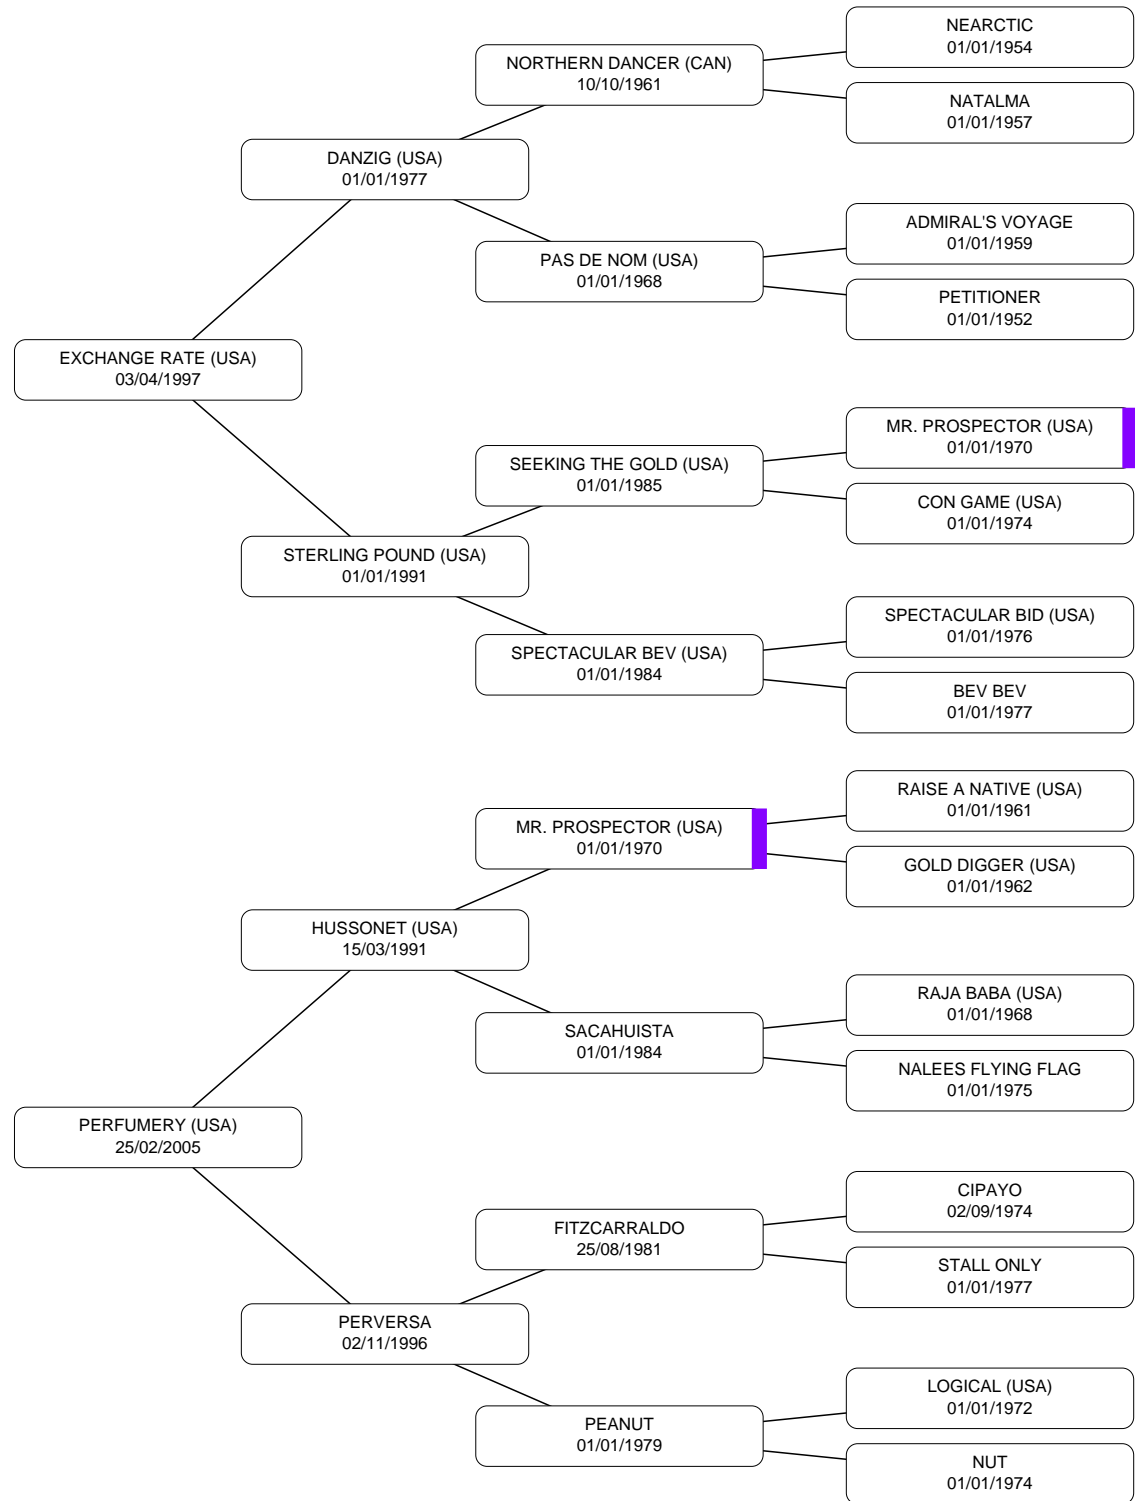 NEARCTIC
01/01/1954
NORTHERN DANCER (CAN)
10/10/1961
NATALMA
01/01/1957
DANZIG (USA)
01/01/1977
ADMIRAL'S VOYAGE
01/01/1959
PAS DE NOM (USA)
01/01/1968
PETITIONER
01/01/1952
EXCHANGE RATE (USA)
03/04/1997
MR. PROSPECTOR (USA)
01/01/1970
SEEKING THE GOLD (USA)
01/01/1985
CON GAME (USA)
01/01/1974
STERLING POUND (USA)
01/01/1991
SPECTACULAR BID (USA)
01/01/1976
SPECTACULAR BEV (USA)
01/01/1984
BEV BEV
01/01/1977
RAISE A NATIVE (USA)
01/01/1961
MR. PROSPECTOR (USA)
01/01/1970
GOLD DIGGER (USA)
01/01/1962
HUSSONET (USA)
15/03/1991
RAJA BABA (USA)
01/01/1968
SACAHUISTA
01/01/1984
NALEES FLYING FLAG
01/01/1975
PERFUMERY (USA)
25/02/2005
CIPAYO
02/09/1974
FITZCARRALDO
25/08/1981
STALL ONLY
01/01/1977
PERVERSA
02/11/1996
LOGICAL (USA)
01/01/1972
PEANUT
01/01/1979
NUT
01/01/1974